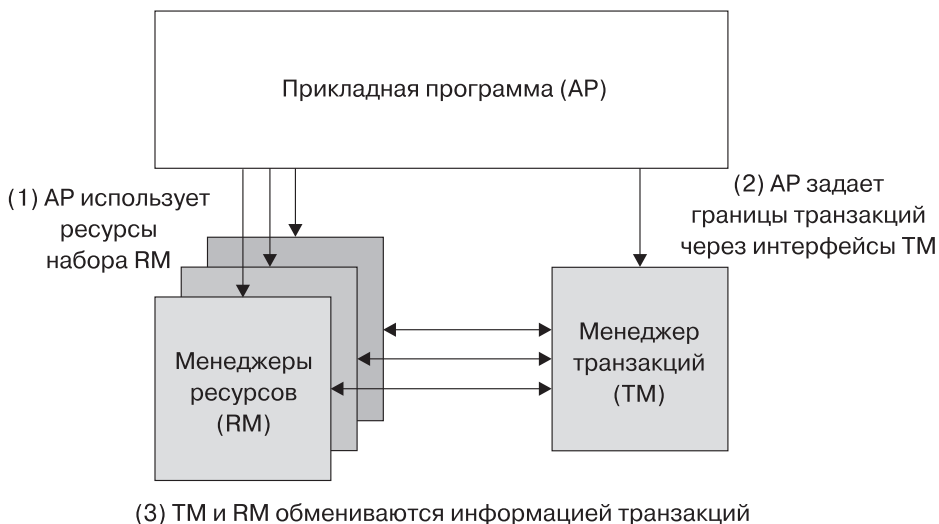 Прикладная программа (AP)
(1) AP использует
ресурсы
набора RM
(2) AP задает
границы транзакций
через интерфейсы TM
Менеджеры
ресурсов
(RM)
Менеджер
транзакций
(TM)
(3) TM и RM обмениваются информацией транзакций